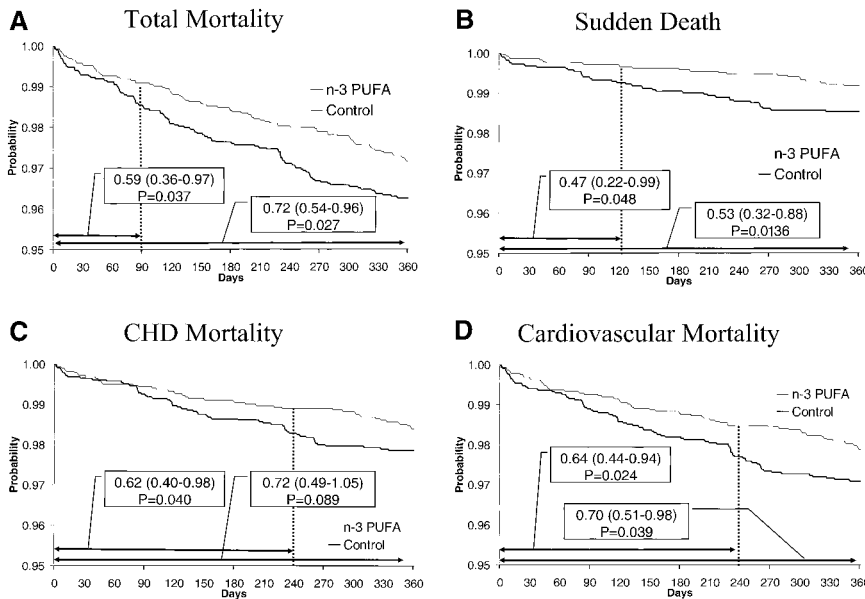 A
Total Mortality
1.00
0.99
0.98
0.97
0.96
0.95
Probability
n-3 PUFA
Control
0.59 (0.36-0.97)
P=0.037
0.72 (0.54-0.96)
P=0.027
0 30 60 90 120 150 180 210 240 270 300 330 360
Days
B
Sudden Death
1.00
0.99
0.98
0.97
0.96
0.95
Probability
n-3 PUFA
Control
0.47 (0.22-0.99)
P=0.048
0.53 (0.32-0.88)
P=0.0136
0 30 60 90 120 150 180 210 240 270 300 330 360
Days
C
CHD Mortality
1.00
0.99
0.98
0.97
0.96
0.95
Probability
0.62 (0.40-0.98)
P=0.040
0.72 (0.49-1.05)
P=0.089
n-3 PUFA
Control
0 30 60 90 120 150 180 210 240 270 300 330 360
Days
D
Cardiovascular Mortality
1.00
0.99
0.98
0.97
0.96
0.95
Probability
n-3 PUFA
Control
0.64 (0.44-0.94)
P=0.024
0.70 (0.51-0.98)
P=0.039
0 30 60 90 120 150 180 210 240 270 300 330 360
Days